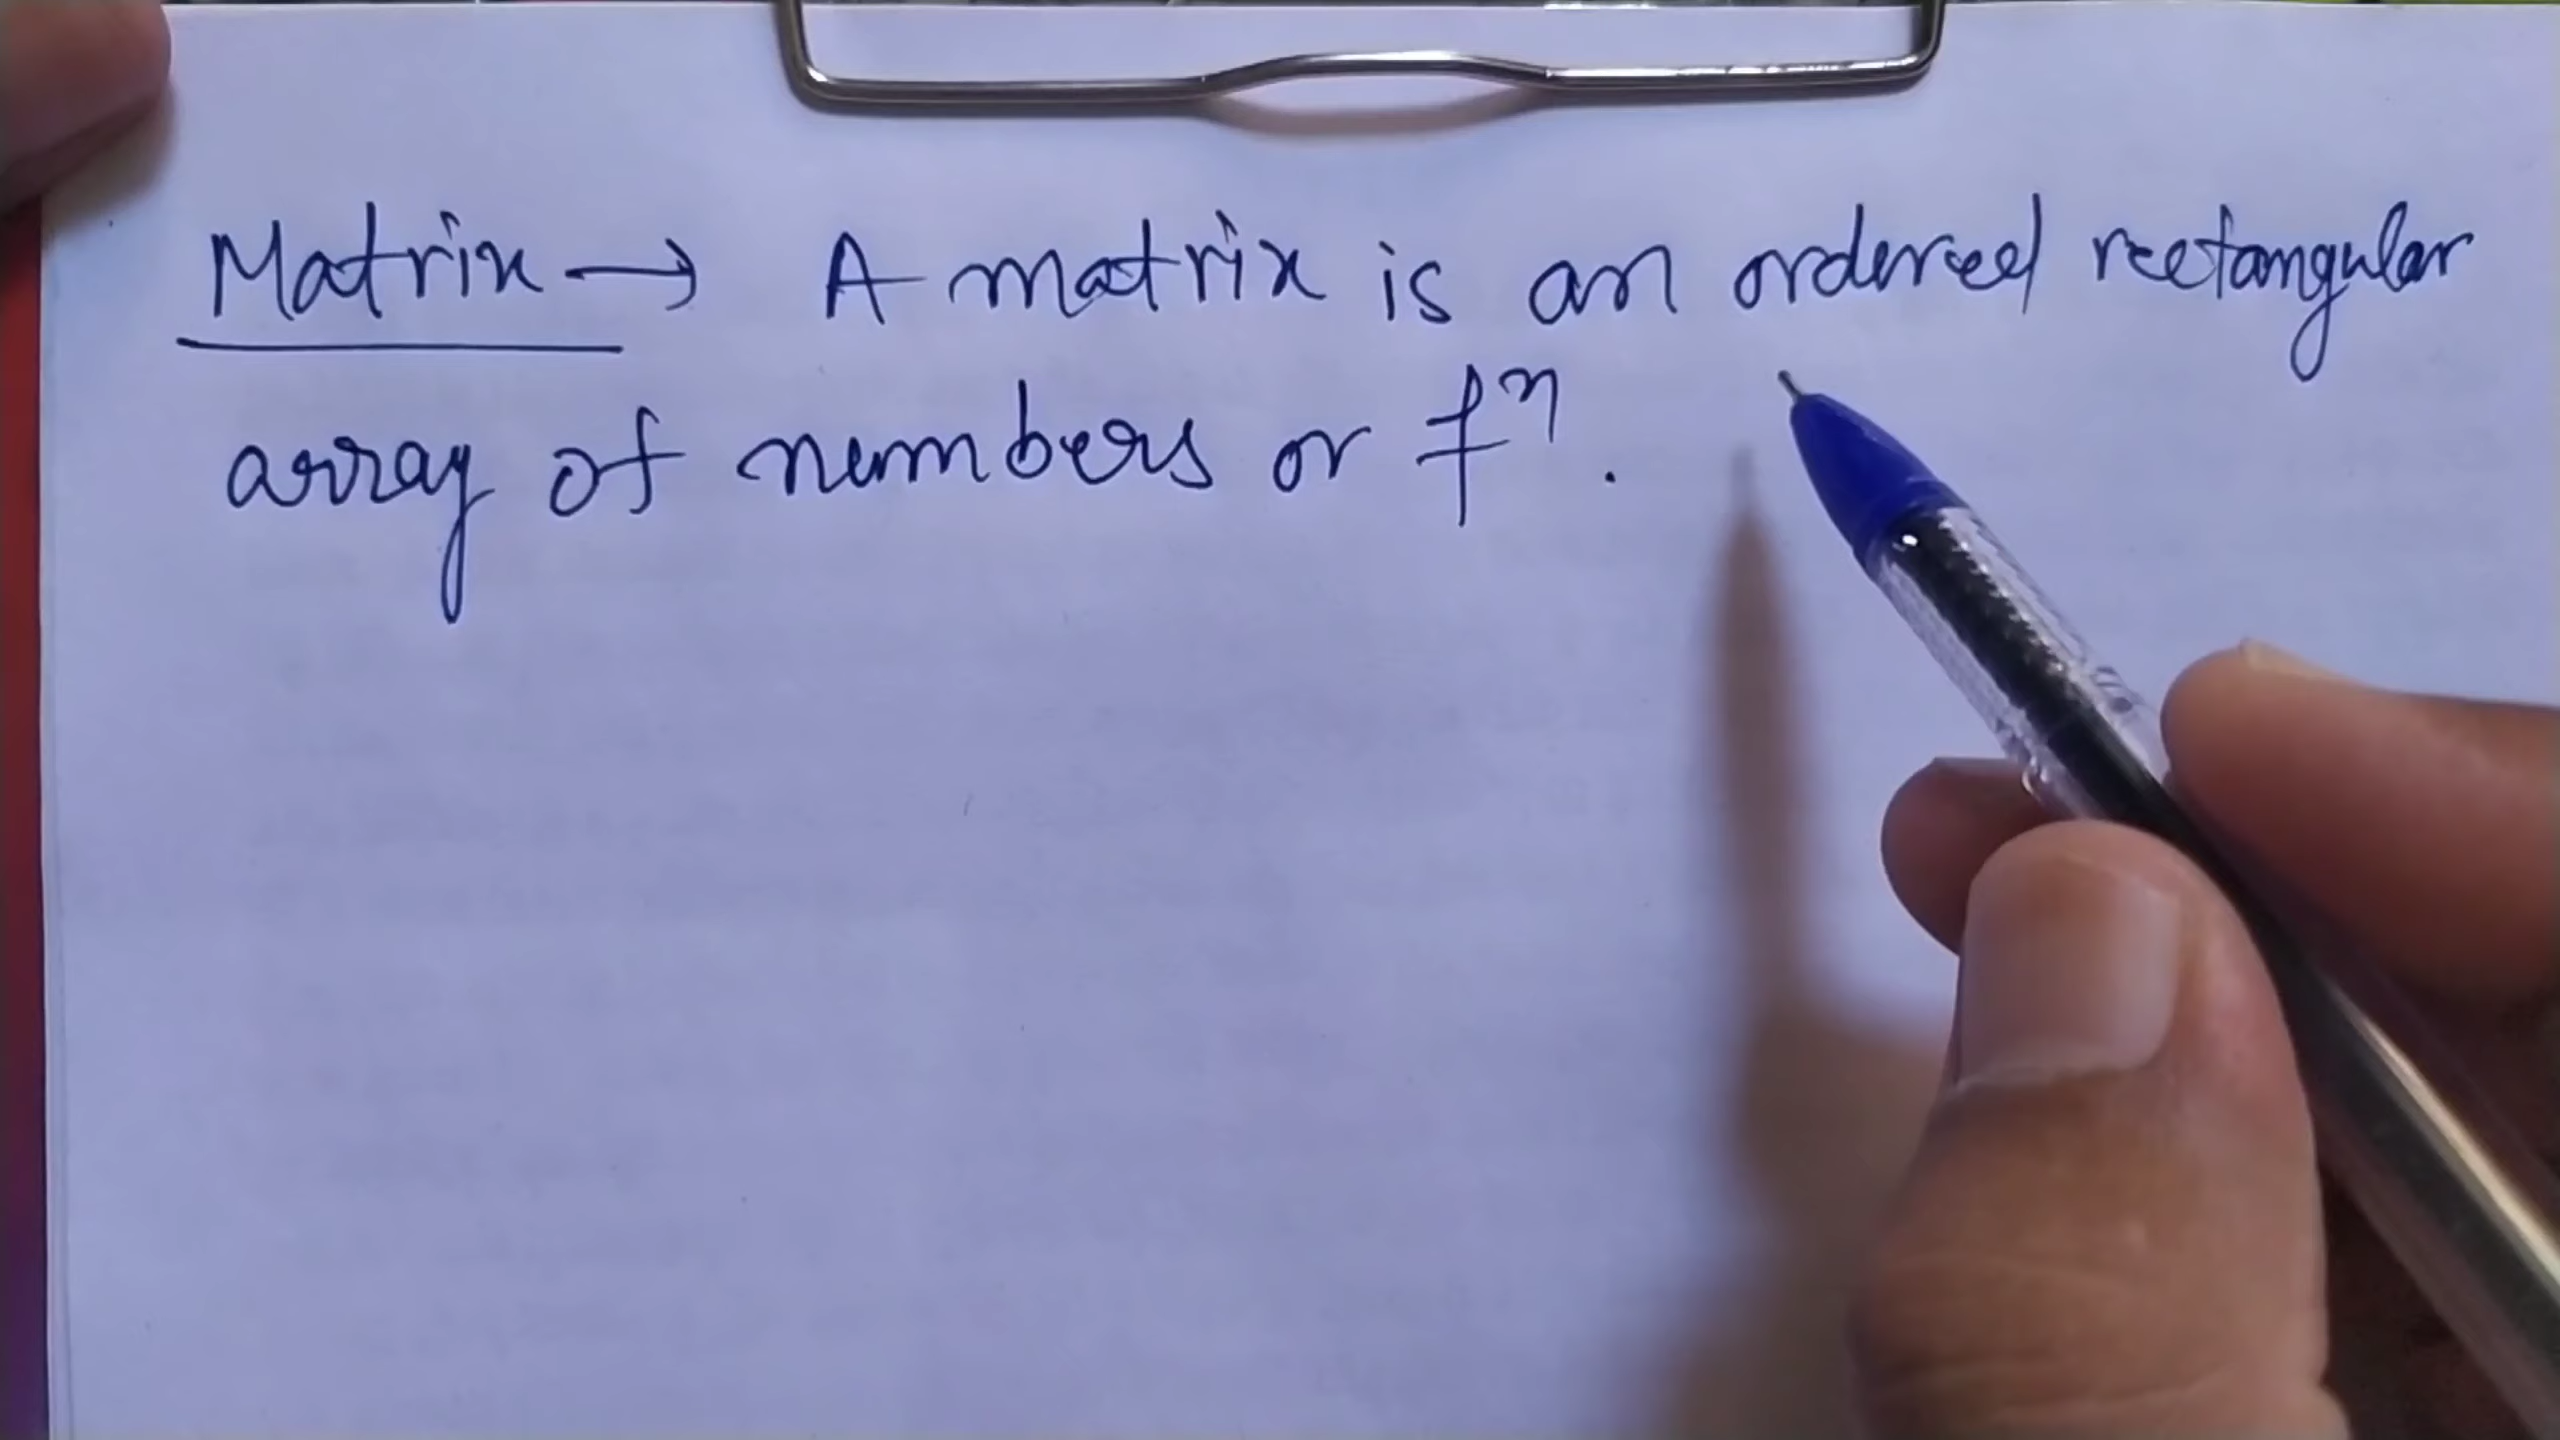 Matrix → A matrix is an ordered rectangular
array of numbers or fⁿ.